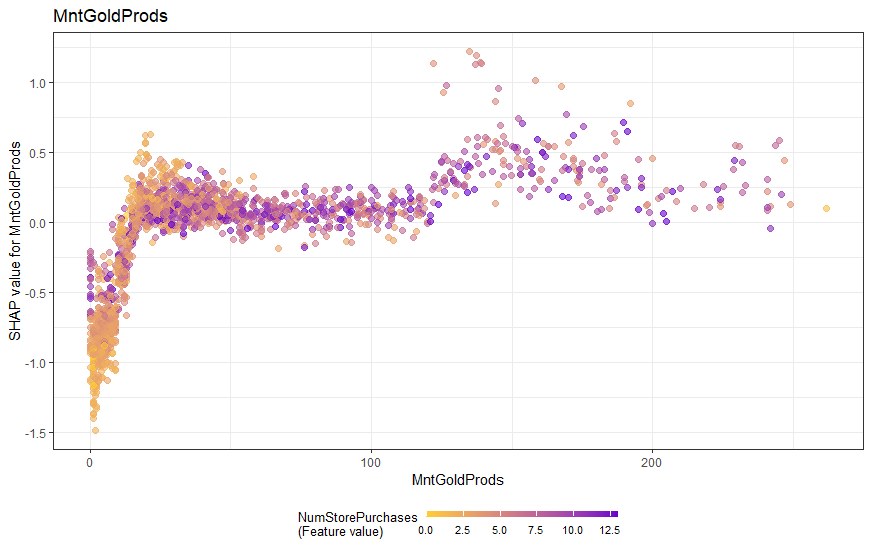 MntGoldProds
SHAP value for MntGoldProds
1.0
0.5
0.0
-0.5
-1.0
-1.5
0
100
200
MntGoldProds
NumStorePurchases
(Feature value)
0.0 2.5 5.0 7.5 10.0 12.5